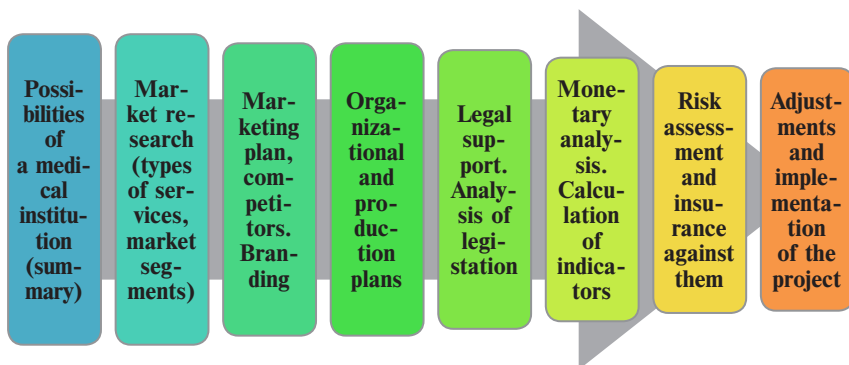 Possi-
bilities
of
a medi-
cal
institu-
tion
(sum-
mary)
Mar-
ket re-
search
(types
of ser-
vices,
market
seg-
ments)
Mar-
keting
plan,
com-
peti-
tors.
Bran-
ding
Orga-
niza-
tional
and
pro-
duc-
tion
plans
Legal
sup-
port.
Analy-
sis of
legi-
station
Mone-
tary
analy-
sis.
Calcu-
lation
of
indica-
tors
Risk
assess-
ment
and
insu-
rance
against
them
Adjust-
ments
and
imple-
menta-
tion
of the
project